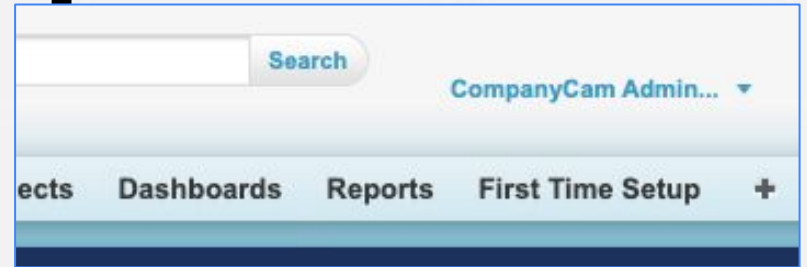 Search
CompanyCam Admin...
ects Dashboards Reports First Time Setup +